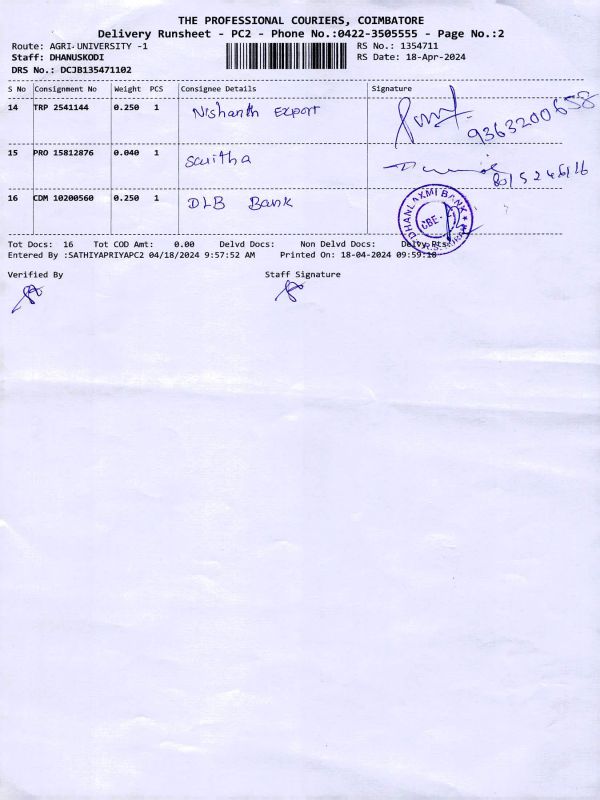 THE PROFESSIONAL COURIERS, COIMBATORE
Delivery Runsheet - PC2 - Phone No.:0422-3505555 - Page No.:2
Route: AGRI-UNIVERSITY -1 RS No.: 1354711
Staff: DHANUSKODI RS Date: 18-Apr-2024
DRS No.: DCJB135471102
S No Consignment No Weight PCS Consignee Details Signature
14 TRP 2541144 0.250 1 Nishanth Export 9363200658
15 PRO 15812876 0.040 1 Savitha
16 CDM 10200560 0.250 1 DLB Bank
DHANLAXMI BANK
CBE-
Tot Docs: 16 Tot COD Amt: 0.00 Delvd Docs: Non Delvd Docs: Delvy Pts:
Entered By :SATHIYAPRIYAPC2 04/18/2024 9:57:52 AM Printed On: 18-04-2024 09:59:18
Verified By Staff Signature